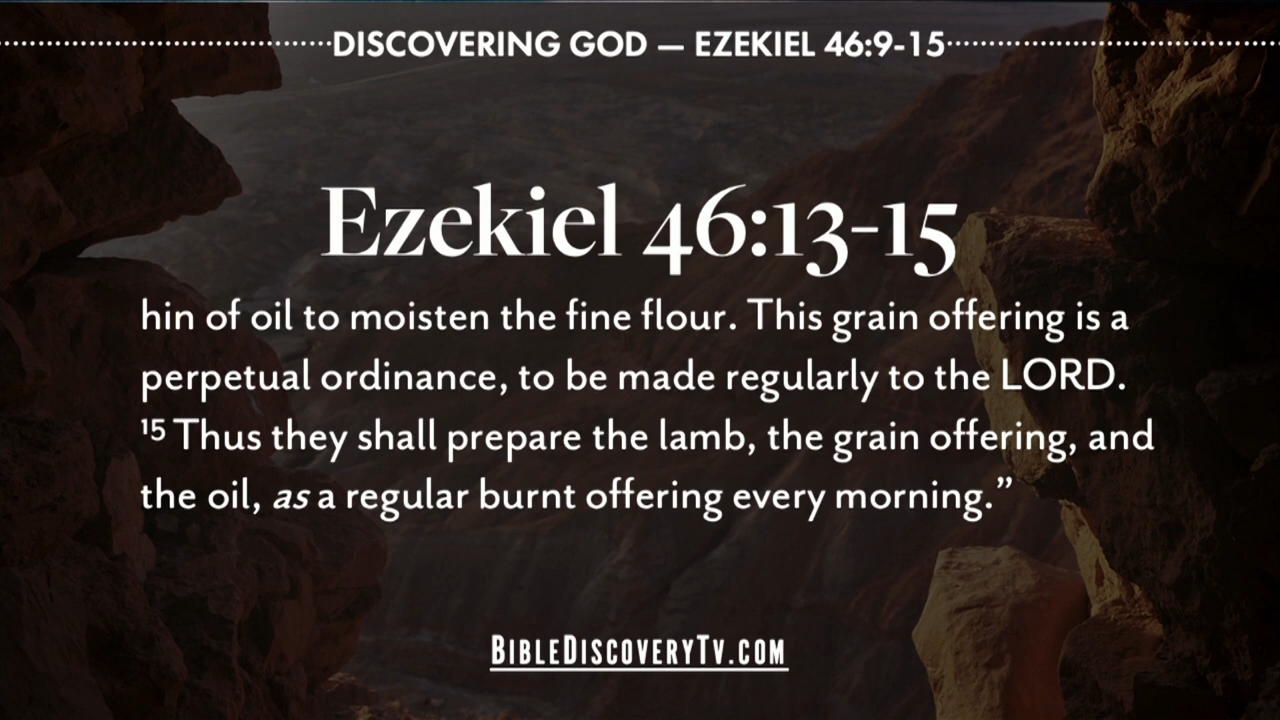 DISCOVERING GOD — EZEKIEL 46:9-15
Ezekiel 46:13-15
hin of oil to moisten the fine flour. This grain offering is a
perpetual ordinance, to be made regularly to the LORD.
15 Thus they shall prepare the lamb, the grain offering, and
the oil, as a regular burnt offering every morning.”
BIBLEDISCOVERYTV.COM